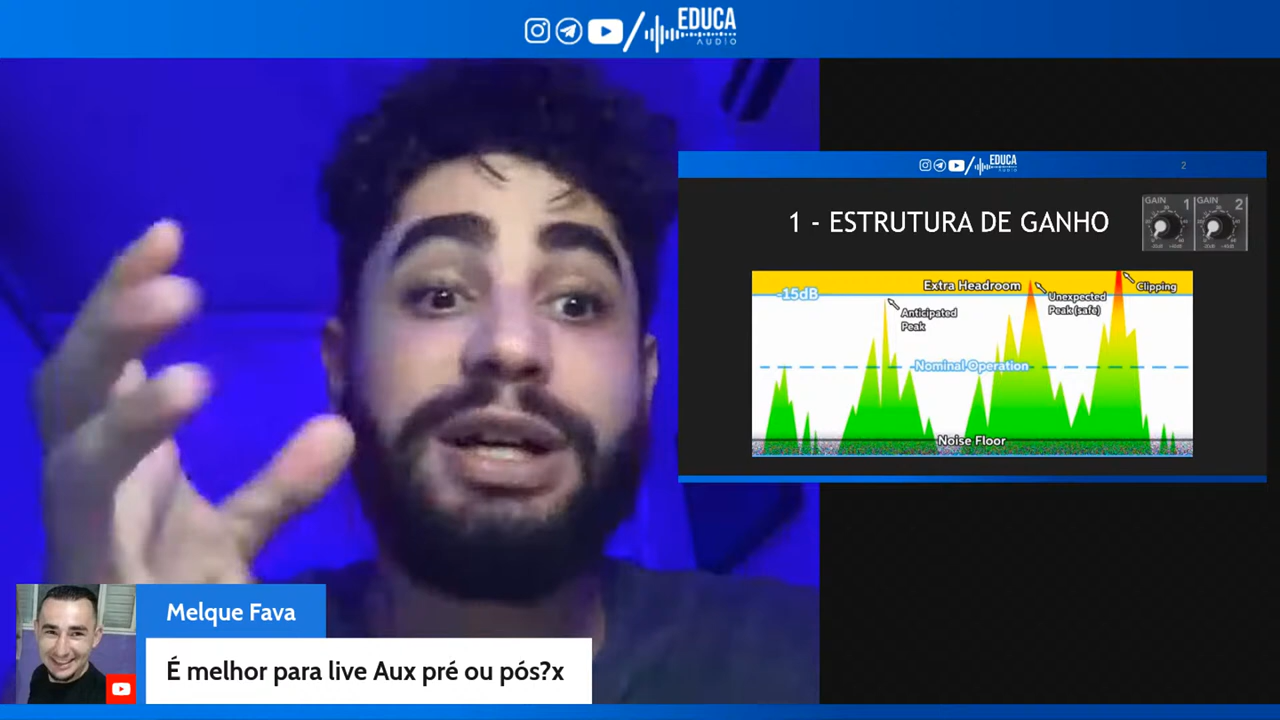 EDUCA
AUDIO
EDUCA
AUDIO
2
1 - ESTRUTURA DE GANHO
GAIN 1 GAIN 2
Extra Headroom
-15dB
Clipping
Unexpected
Peak (safe)
Anticipated
Peak
Nominal Operation
Noise Floor
Melque Fava
É melhor para live Aux pré ou pós?x